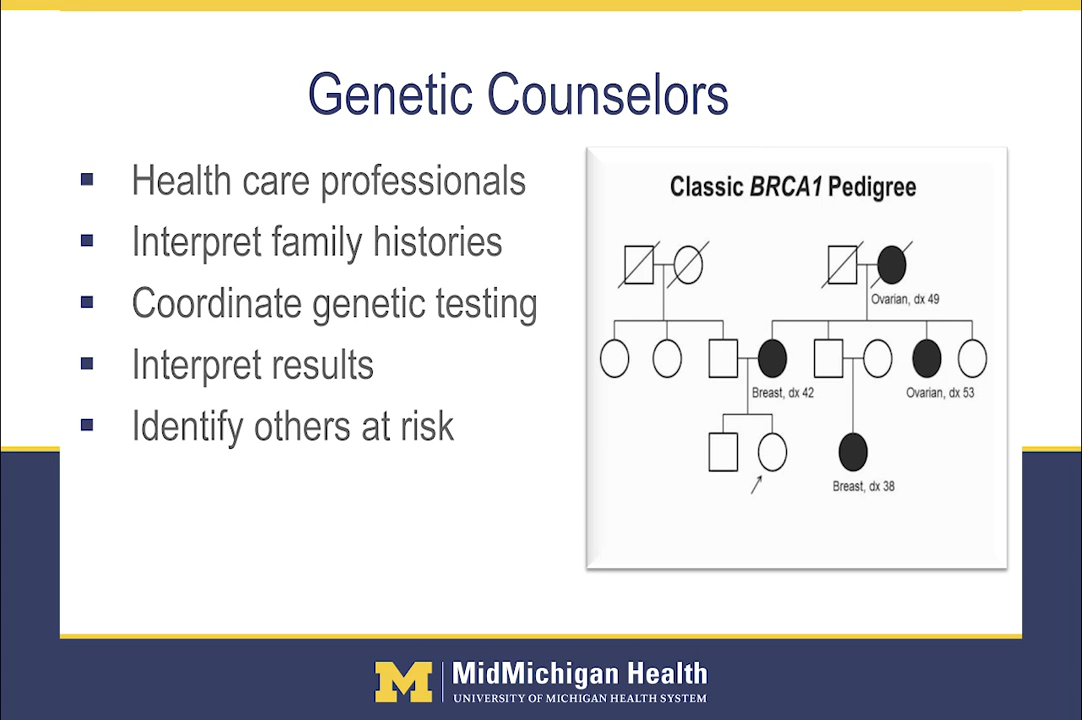 Genetic Counselors
Health care professionals
Interpret family histories
Coordinate genetic testing
Interpret results
Identify others at risk
Classic BRCA1 Pedigree
Ovarian, dx 49
Breast, dx 42
Ovarian, dx 53
Breast, dx 38
M
MidMichigan Health
UNIVERSITY OF MICHIGAN HEALTH SYSTEM